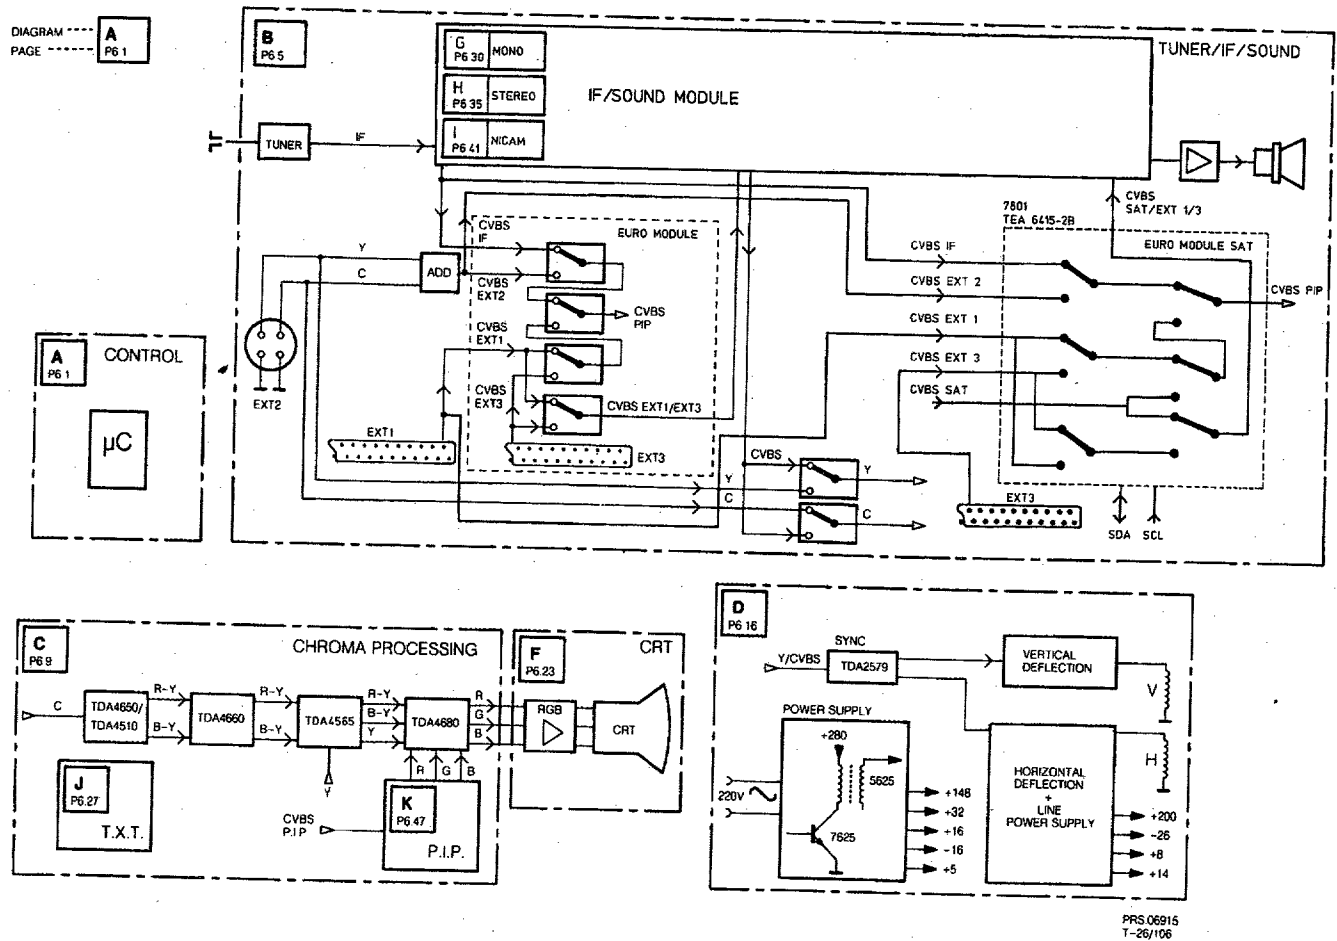 DIAGRAM
PAGE
A
P6 1
B
P6 5
TUNER/IF/SOUND
G
P6 30
MONO
H
P6 35
STEREO
I
P6 41
NICAM
IF/SOUND MODULE
TUNER
IF
CVBS
SAT/EXT 1/3
7801
TEA 6415-2B
EURO MODULE
EURO MODULE SAT
CVBS
IF
CVBS
EXT2
CVBS
PIP
CVBS
EXT1
CVBS
EXT3
CVBS EXT1/EXT3
Y
C
ADD
EXT2
EXT1
EXT3
CVBS IF
CVBS EXT 2
CVBS EXT 1
CVBS EXT 3
CVBS SAT
CVBS PIP
CVBS
Y
C
Y
C
EXT3
SDA
SCL
A
P6 1
CONTROL
µC
C
P6 9
CHROMA PROCESSING
C
TDA4650/
TDA4510
R-Y
B-Y
TDA4660
R-Y
B-Y
TDA4565
R-Y
B-Y
Y
TDA4680
R
G
B
Y
R
G
B
J
P6.27
T.X.T.
CVBS
P.I.P
K
P6.47
P.I.P.
F
P6.23
CRT
RGB
CRT
D
P6 16
SYNC
Y/CVBS
TDA2579
VERTICAL
DEFLECTION
V
POWER SUPPLY
+280
5625
220V
7625
+148
+32
+16
-16
+5
HORIZONTAL
DEFLECTION
+
LINE
POWER SUPPLY
H
+200
-26
+8
+14
PRS.06915
T-26/106